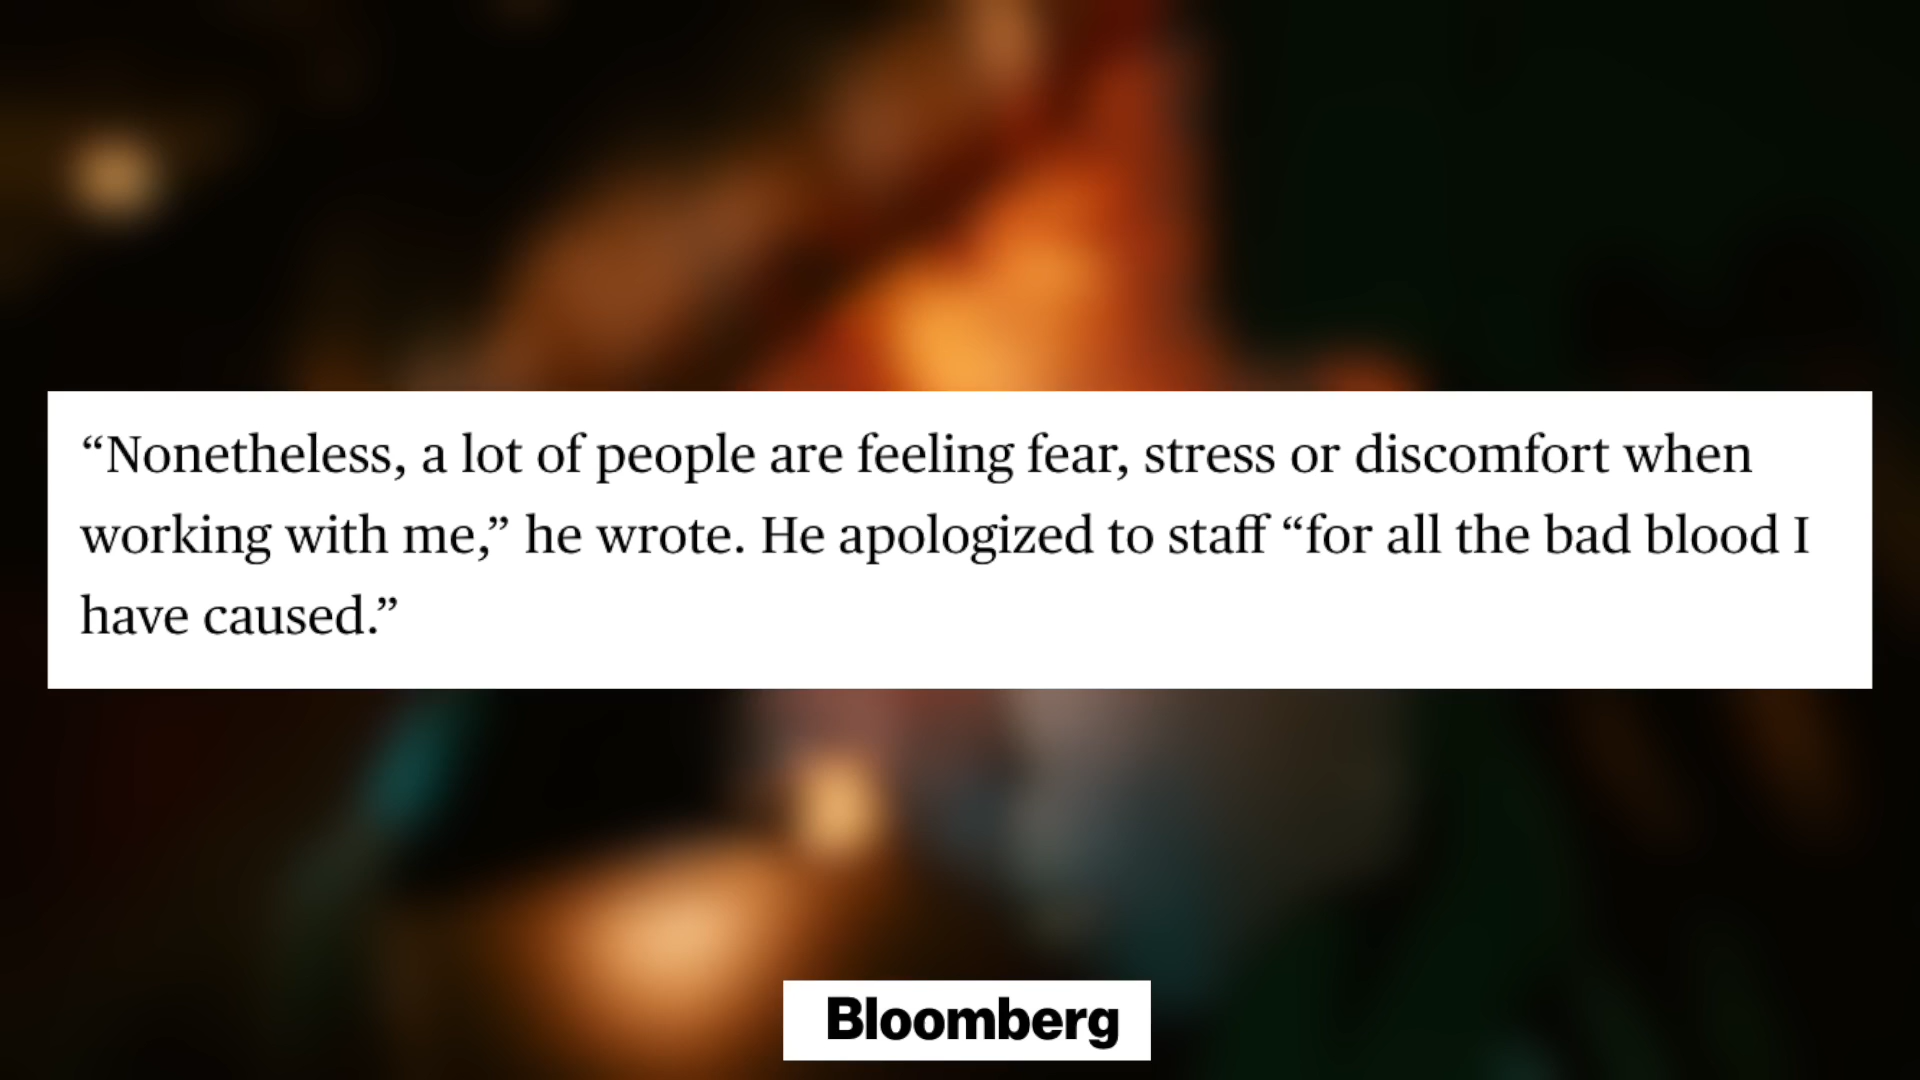 “Nonetheless, a lot of people are feeling fear, stress or discomfort when
working with me,” he wrote. He apologized to staff “for all the bad blood I
have caused.”
Bloomberg